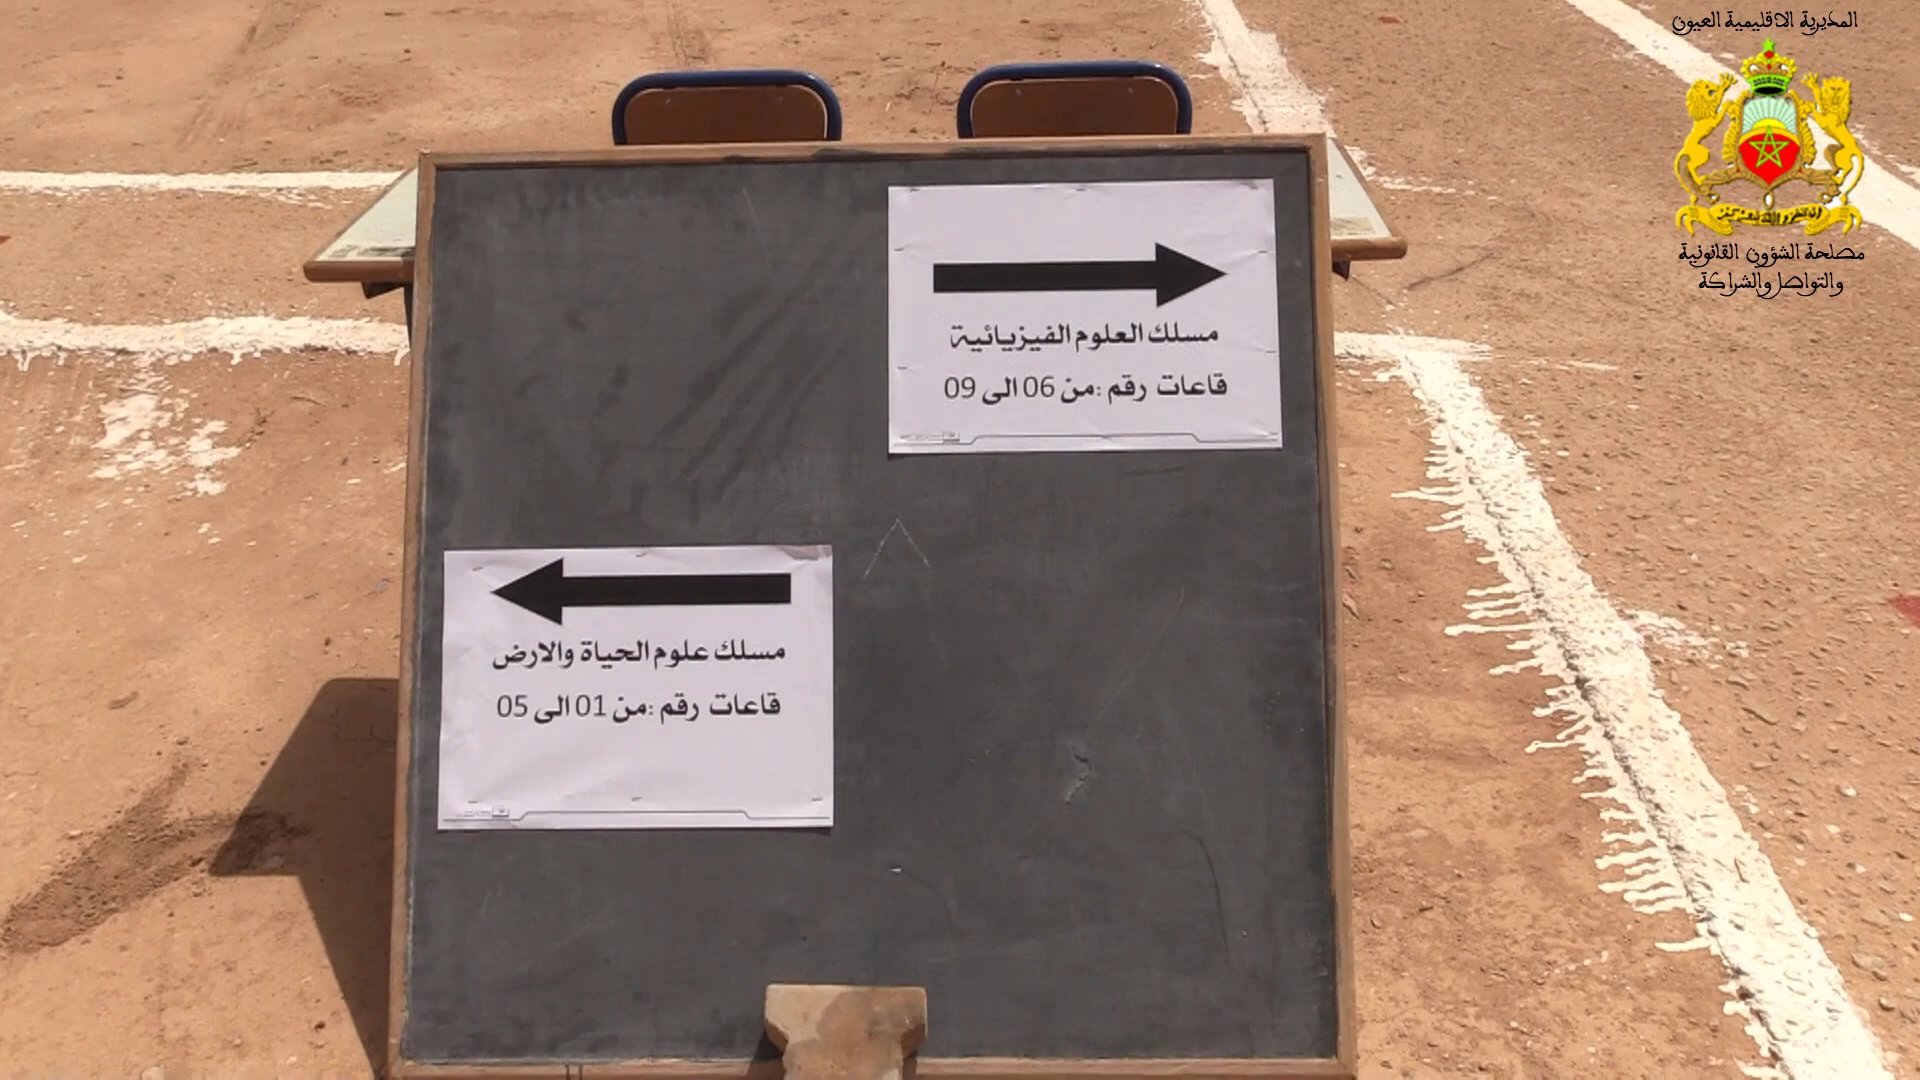 المديرية الاقليمية العيون
مصلحة الشؤون القانونية
والتواصل والشراكة
مسلك العلوم الفيزيائية
قاعات رقم :من 06 الى 09
مسلك علوم الحياة والارض
قاعات رقم :من 01 الى 05